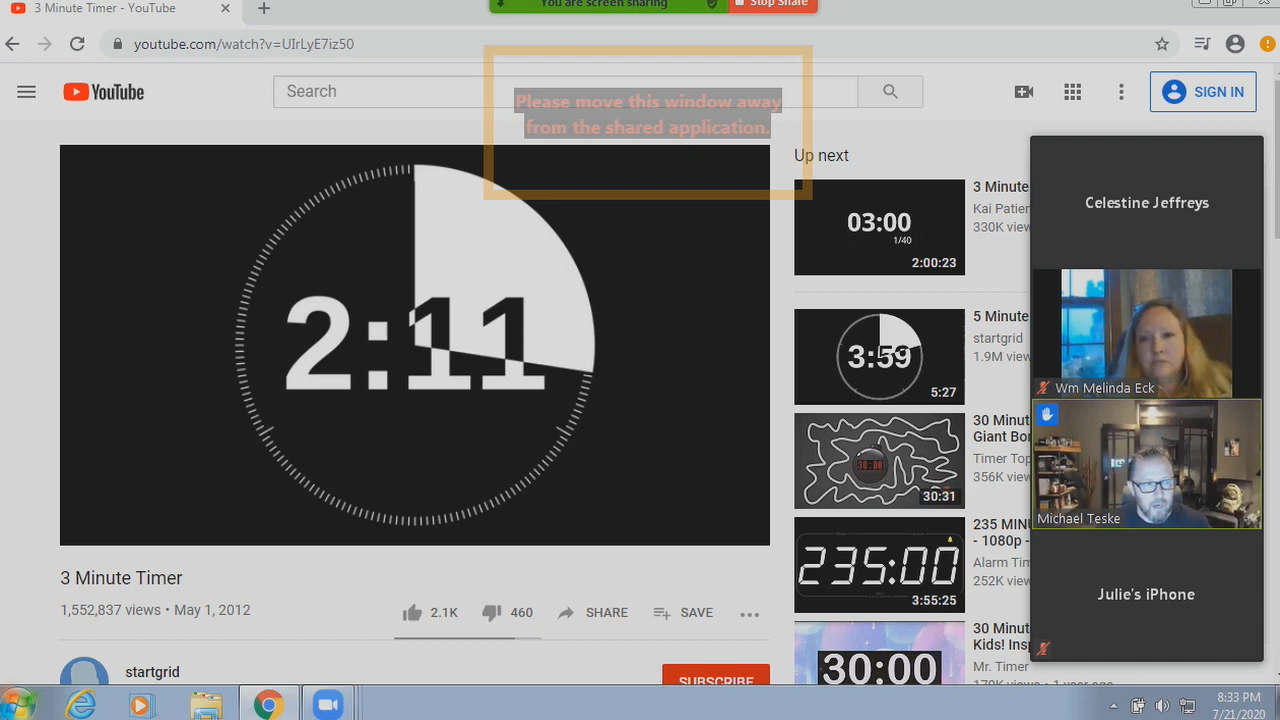 3 Minute Timer - YouTube
You are screen sharing
Stop Share
youtube.com/watch?v=UIrLyE7iz50
YouTube
Search
SIGN IN
Please move this window away
from the shared application.
2:11
Up next
03:00
1/40
2:00:23
3 Minute
Kai Patien
330K view
3:59
5:27
5 Minute
startgrid
1.9M view
30:00
30:31
30 Minut
Giant Bor
Timer Top
356K view
235:00
3:55:25
235 MINU
- 1080p -
Alarm Tim
252K view
30:00
30 Minut
Kids! Insp
Mr. Timer
Celestine Jeffreys
Wm Melinda Eck
Michael Teske
Julie's iPhone
3 Minute Timer
1,552,837 views • May 1, 2012
2.1K
460
SHARE
SAVE
startgrid
SUBSCRIBE
8:33 PM
7/21/2020